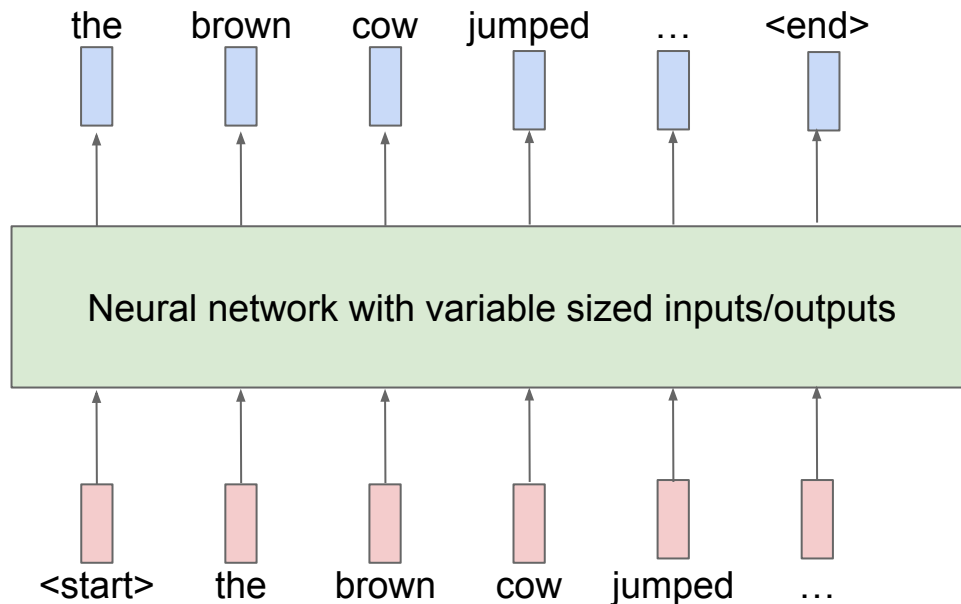 the brown cow jumped … <end>
Neural network with variable sized inputs/outputs
<start> the brown cow jumped …